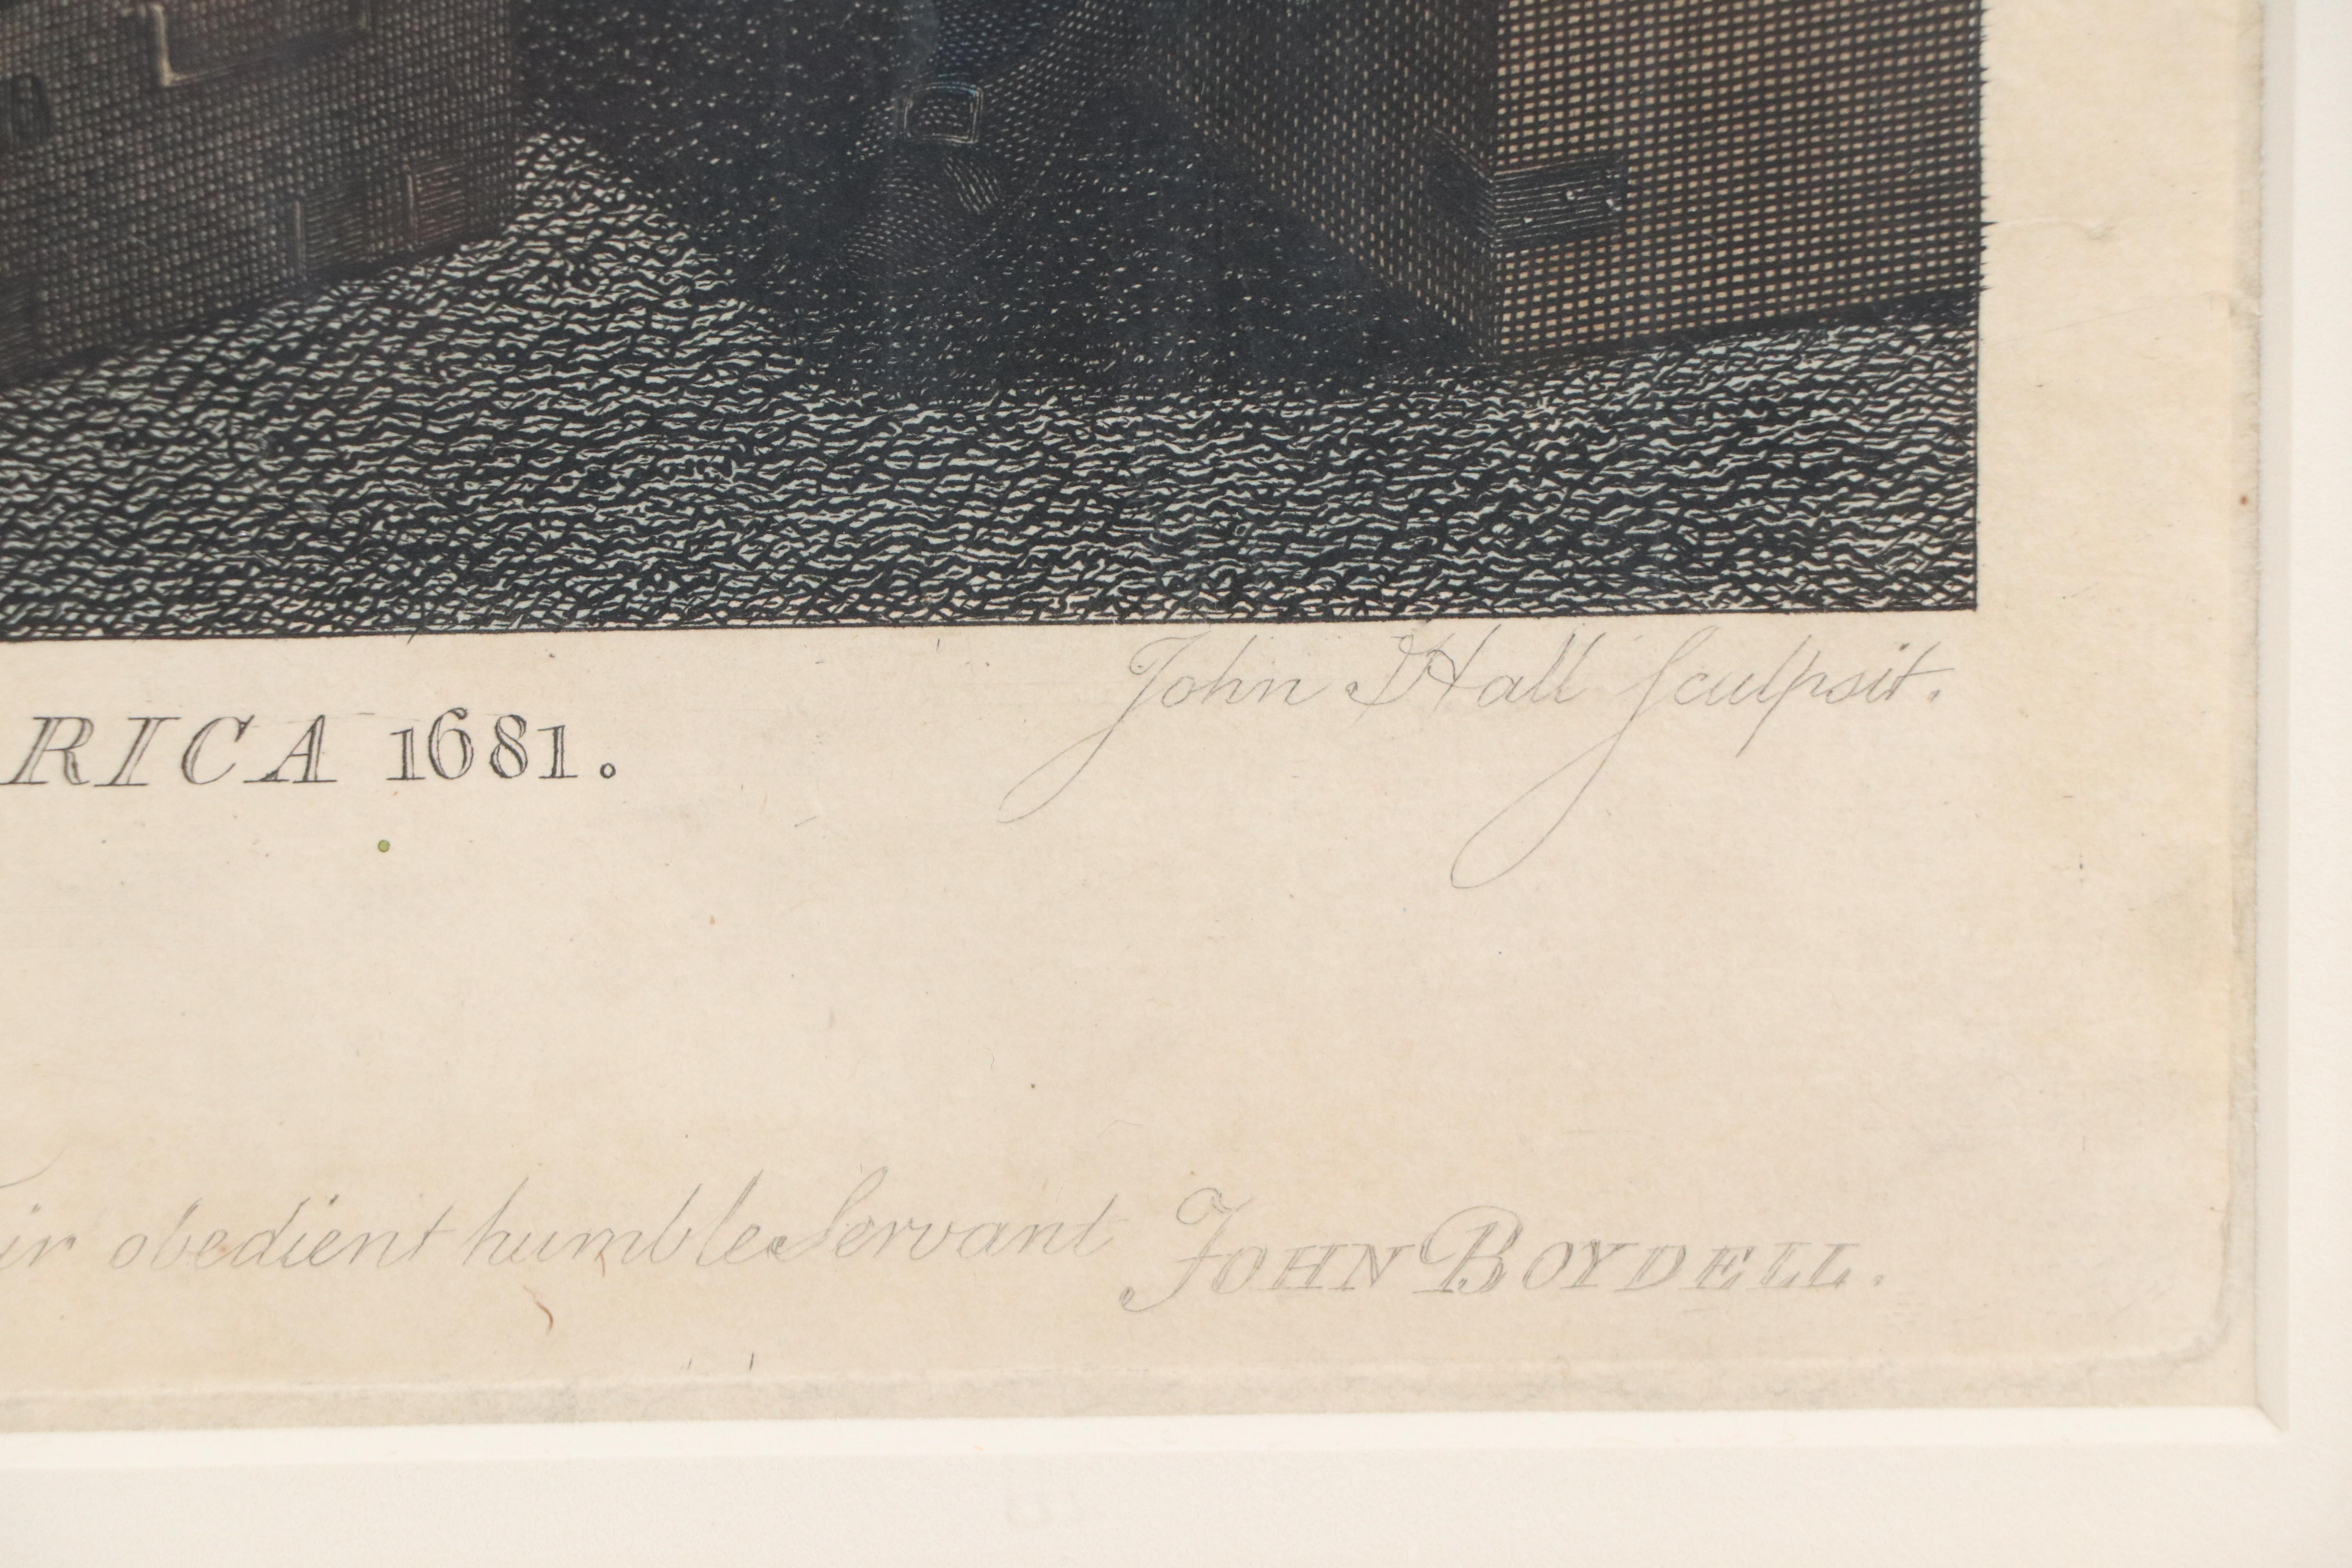 John Hall Sculpsit.
RICA 1681.
ir obedient humble Servant JOHN BOYDELL.